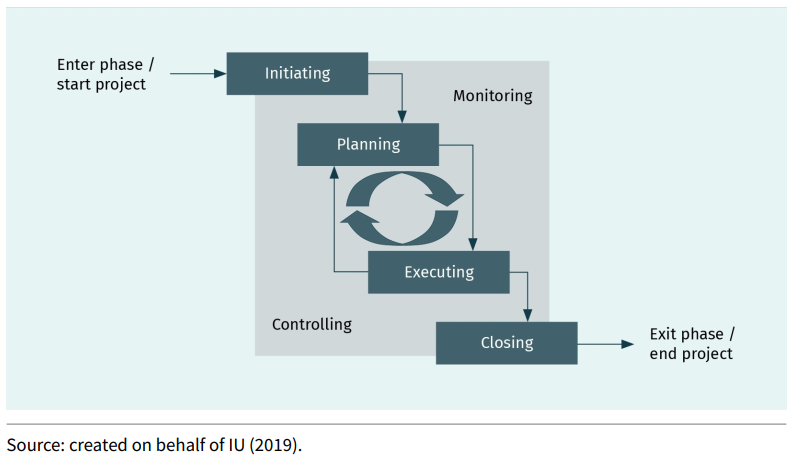 Enter phase /
start project
Initiating
Monitoring
Planning
Executing
Controlling
Closing
Exit phase /
end project
Source: created on behalf of IU (2019).